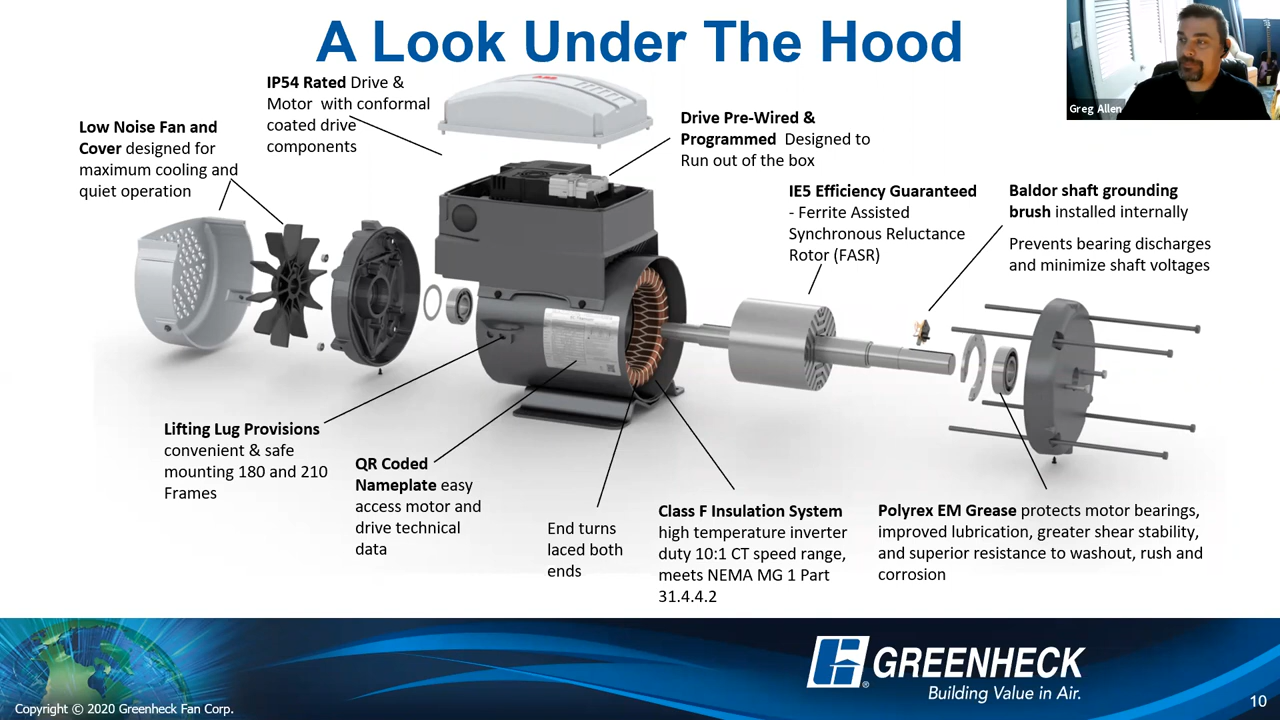 A Look Under The Hood
Greg Allen
IP54 Rated Drive &
Motor with conformal
coated drive
components
ABB
Low Noise Fan and
Cover designed for
maximum cooling and
quiet operation
Drive Pre-Wired &
Programmed Designed to
Run out of the box
IE5 Efficiency Guaranteed
- Ferrite Assisted
Synchronous Reluctance
Rotor (FASR)
Baldor shaft grounding
brush installed internally
Prevents bearing discharges
and minimize shaft voltages
Lifting Lug Provisions
convenient & safe
mounting 180 and 210
Frames
QR Coded
Nameplate easy
access motor and
drive technical
data
End turns
laced both
ends
Class F Insulation System
high temperature inverter
duty 10:1 CT speed range,
meets NEMA MG 1 Part
31.4.4.2
Polyrex EM Grease protects motor bearings,
improved lubrication, greater shear stability,
and superior resistance to washout, rush and
corrosion
GREENHECK
®
Building Value in Air.
Copyright © 2020 Greenheck Fan Corp.
10